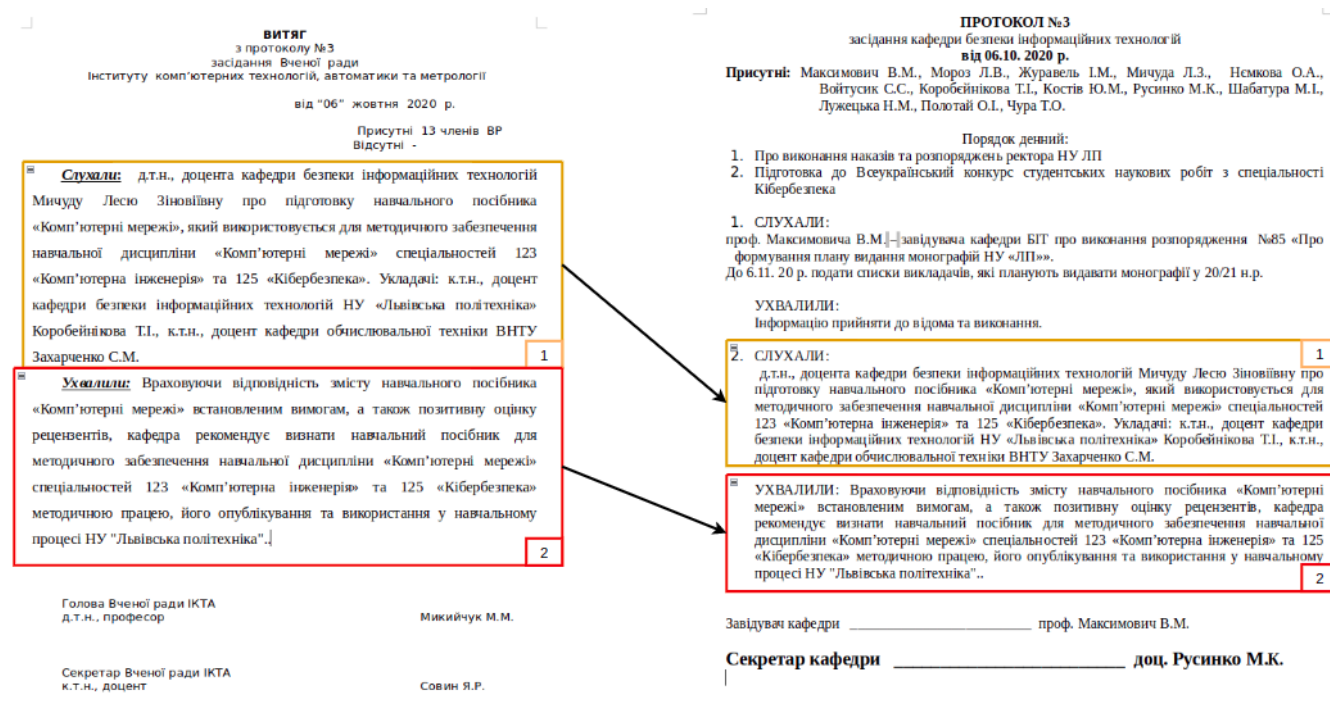 ВИТЯГ
з протоколу №3
засідання Вченої ради
Інституту комп'ютерних технологій, автоматики та метрології
від "06" жовтня 2020 р.
Присутні 13 членів ВР
Відсутні -
Слухали: д.т.н., доцента кафедри безпеки інформаційних технологій
Мичуду Лесю Зіновіївну про підготовку навчального посібника
«Комп'ютерні мережі», який використовується для методичного забезпечення
навчальної дисципліни «Комп'ютерні мережі» спеціальностей 123
«Комп'ютерна інженерія» та 125 «Кібербезпека». Укладачі: к.т.н., доцент
кафедри безпеки інформаційних технологій НУ «Львівська політехніка»
Коробейнікова Т.І., к.т.н., доцент кафедри обчислювальної техніки ВНТУ
Захарченко С.М.
1
Ухвалили: Враховуючи відповідність змісту навчального посібника
«Комп'ютерні мережі» встановленим вимогам, а також позитивну оцінку
рецензентів, кафедра рекомендує визнати навчальний посібник для
методичного забезпечення навчальної дисципліни «Комп'ютерні мережі»
спеціальностей 123 «Комп'ютерна інженерія» та 125 «Кібербезпека»
методичною працею, його опублікування та використання у навчальному
процесі НУ "Львівська політехніка"..
2
Голова Вченої ради ІКТА
д.т.н., професор Микийчук М.М.
Секретар Вченої ради ІКТА
к.т.н., доцент Совин Я.Р.
ПРОТОКОЛ №3
засідання кафедри безпеки інформаційних технологій
від 06.10. 2020 р.
Присутні: Максимович В.М., Мороз Л.В., Журавель І.М., Мичуда Л.З., Нємкова О.А.,
Войтусик С.С., Коробєйнікова Т.І., Костів Ю.М., Русинко М.К., Шабатура М.І.,
Лужецька Н.М., Полотай О.І., Чура Т.О.
Порядок денний:
1. Про виконання наказів та розпоряджень ректора НУ ЛП
2. Підготовка до Всеукраїнський конкурс студентських наукових робіт з спеціальності
Кібербезпека
1. СЛУХАЛИ:
проф. Максимовича В.М. – завідувача кафедри БІТ про виконання розпорядження №85 «Про
формування плану видання монографій НУ «ЛП»».
До 6.11. 20 р. подати списки викладачів, які планують видавати монографії у 20/21 н.р.
УХВАЛИЛИ:
Інформацію прийняти до відома та виконання.
2. СЛУХАЛИ:
1
д.т.н., доцента кафедри безпеки інформаційних технологій Мичуду Лесю Зіновіївну про
підготовку навчального посібника «Комп'ютерні мережі», який використовується для
методичного забезпечення навчальної дисципліни «Комп'ютерні мережі» спеціальностей
123 «Комп'ютерна інженерія» та 125 «Кібербезпека». Укладачі: к.т.н., доцент кафедри
безпеки інформаційних технологій НУ «Львівська політехніка» Коробейнікова Т.І., к.т.н.,
доцент кафедри обчислювальної техніки ВНТУ Захарченко С.М.
УХВАЛИЛИ: Враховуючи відповідність змісту навчального посібника «Комп'ютерні
мережі» встановленим вимогам, а також позитивну оцінку рецензентів, кафедра
рекомендує визнати навчальний посібник для методичного забезпечення навчальної
дисципліни «Комп'ютерні мережі» спеціальностей 123 «Комп'ютерна інженерія» та 125
«Кібербезпека» методичною працею, його опублікування та використання у навчальному
процесі НУ "Львівська політехніка"..
2
Завідувач кафедри ____________________________ проф. Максимович В.М.
Секретар кафедри _________________________ доц. Русинко М.К.